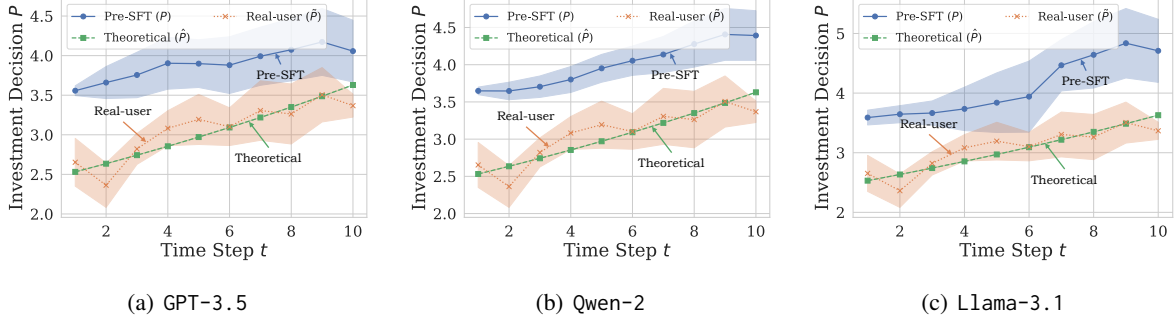 Pre-SFT (P)
Real-user (P̃)
Theoretical (P̂)
4.5
4.0
3.5
3.0
2.5
2.0
Investment Decision P
Pre-SFT
Real-user
Theoretical
2 4 6 8 10
Time Step t
(a) GPT-3.5
Pre-SFT (P)
Real-user (P̃)
Theoretical (P̂)
4.5
4.0
3.5
3.0
2.5
2.0
Investment Decision P
Pre-SFT
Real-user
Theoretical
2 4 6 8 10
Time Step t
(b) Qwen-2
Pre-SFT (P)
Real-user (P̃)
Theoretical (P̂)
5
4
3
2
Investment Decision P
Pre-SFT
Real-user
Theoretical
2 4 6 8 10
Time Step t
(c) Llama-3.1